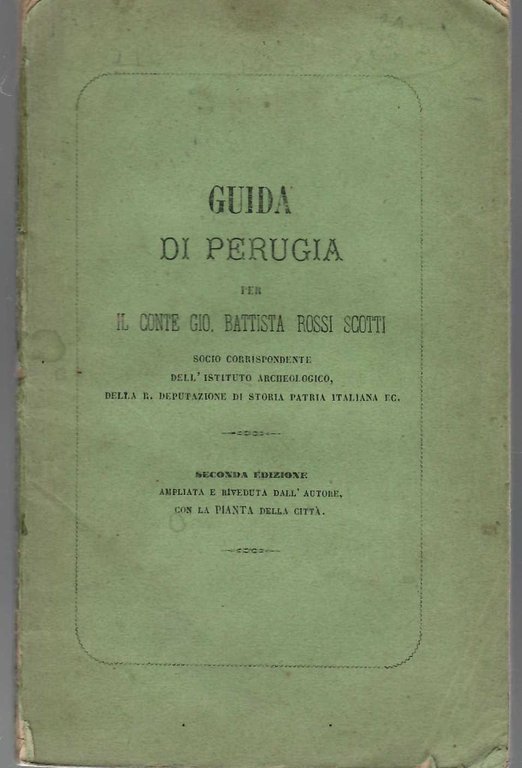 GUIDA
DI PERUGIA
PER
IL CONTE GIO. BATTISTA ROSSI SCOTTI
SOCIO CORRISPONDENTE
DELL' ISTITUTO ARCHEOLOGICO,
DELLA R. DEPUTAZIONE DI STORIA PATRIA ITALIANA EC.
SECONDA EDIZIONE
AMPLIATA E RIVEDUTA DALL' AUTORE,
CON LA PIANTA DELLA CITTÀ.